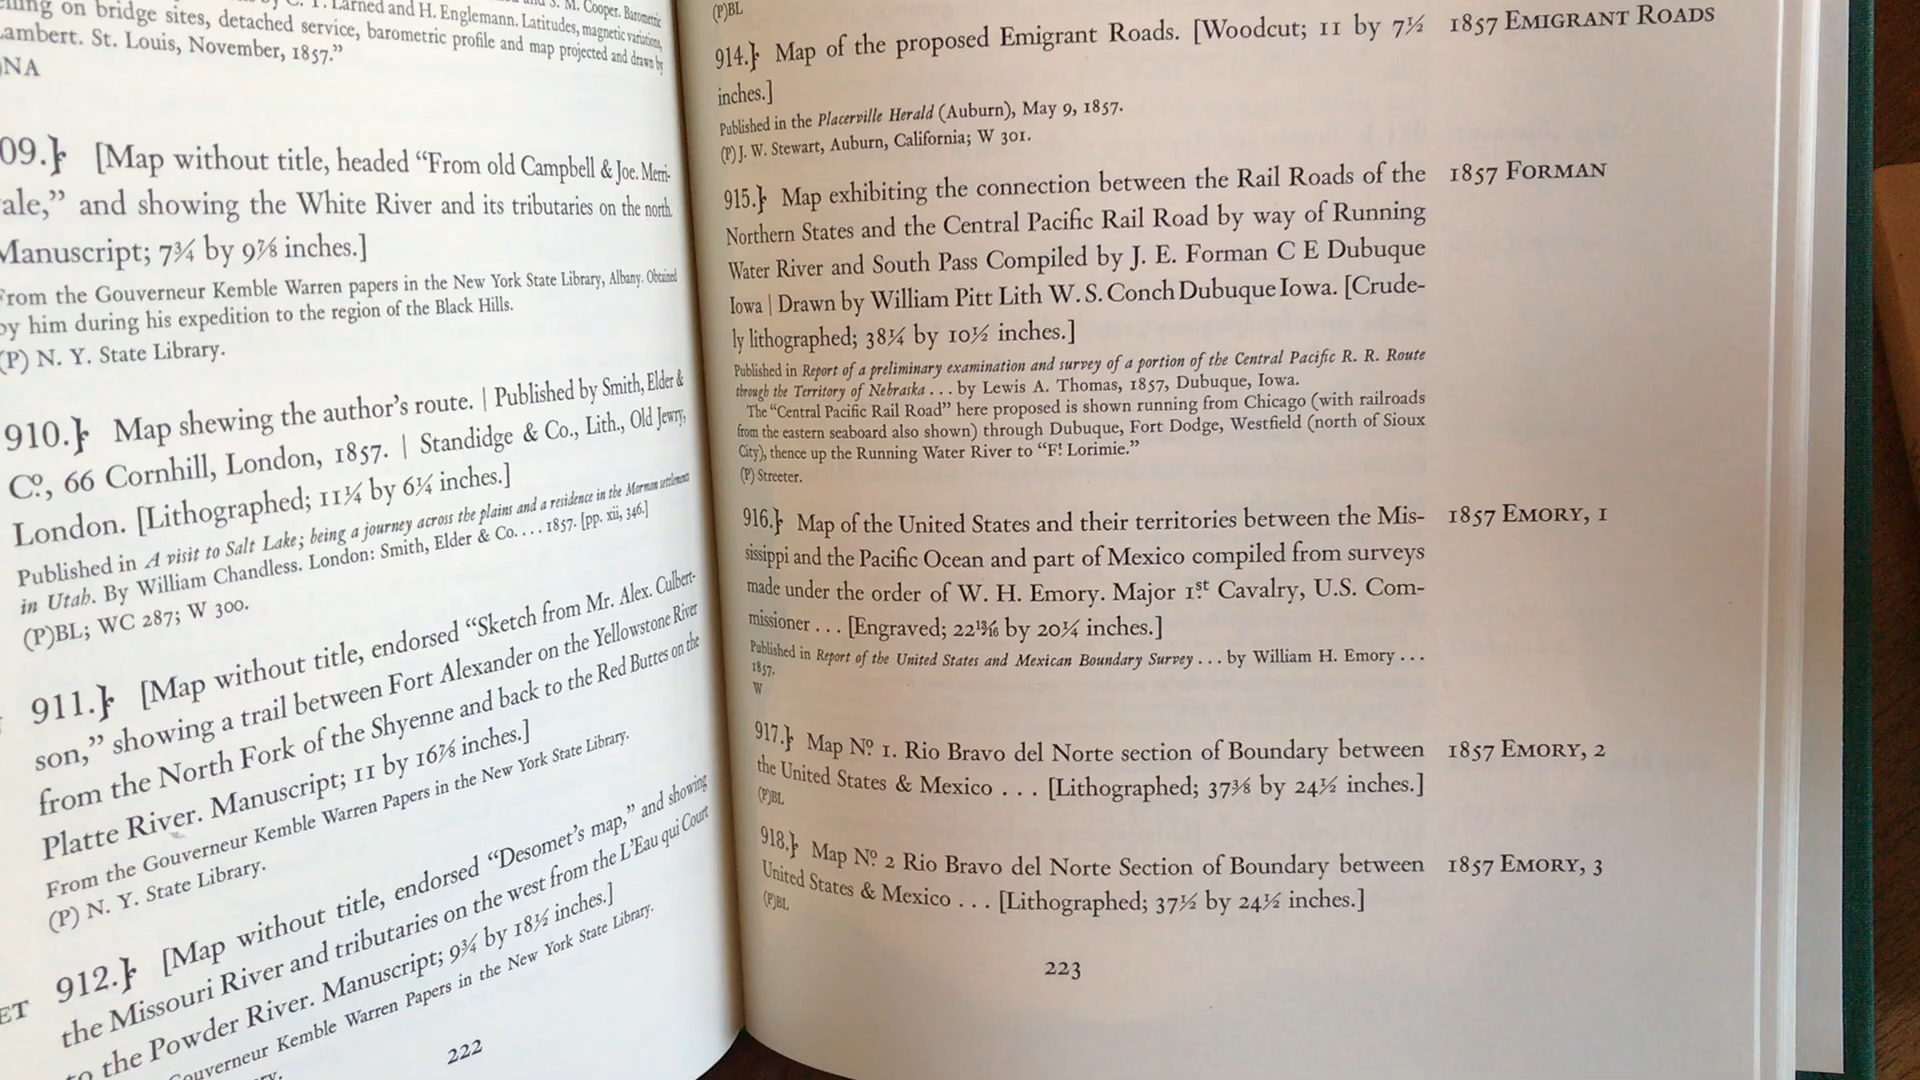 C. T. Larned and H. Englemann. Latitudes, magnetic variations,
on bridge sites, detached service, barometric profile and map projected and drawn by
ambert. St. Louis, November, 1857.”
NA
09.} [Map without title, headed “From old Campbell & Joe. Merri-
ale,” and showing the White River and its tributaries on the north.
Manuscript; 7¾ by 9⅞ inches.]
From the Gouverneur Kemble Warren papers in the New York State Library, Albany. Obtained
by him during his expedition to the region of the Black Hills.
(P) N. Y. State Library.
910.} Map shewing the author’s route. | Published by Smith, Elder &
Cº., 66 Cornhill, London, 1857. | Standidge & Co., Lith., Old Jewry,
London. [Lithographed; 11¼ by 6¼ inches.]
Published in A visit to Salt Lake; being a journey across the plains and a residence in the Mormon settlements
in Utah. By William Chandless. London: Smith, Elder & Co. . . . 1857. [pp. xii, 346.]
(P)BL; WC 287; W 300.
911.} [Map without title, endorsed “Sketch from Mr. Alex. Culbert-
son,” showing a trail between Fort Alexander on the Yellowstone River
from the North Fork of the Shyenne and back to the Red Buttes on the
Platte River. Manuscript; 11 by 16⅞ inches.]
From the Gouverneur Kemble Warren Papers in the New York State Library.
(P) N. Y. State Library.
912.} [Map without title, endorsed “Desomet’s map,” and showing
the Missouri River and tributaries on the west from the L’Eau qui Court
to the Powder River. Manuscript; 9¾ by 18½ inches.]
Gouverneur Kemble Warren Papers in the New York State Library.
ET
222
(P)BL
914.} Map of the proposed Emigrant Roads. [Woodcut; 11 by 7½ 1857 EMIGRANT ROADS
inches.]
Published in the Placerville Herald (Auburn), May 9, 1857.
(P) J. W. Stewart, Auburn, California; W 301.
915.} Map exhibiting the connection between the Rail Roads of the 1857 FORMAN
Northern States and the Central Pacific Rail Road by way of Running
Water River and South Pass Compiled by J. E. Forman C E Dubuque
Iowa | Drawn by William Pitt Lith W. S. Conch Dubuque Iowa. [Crude-
ly lithographed; 38¼ by 10½ inches.]
Published in Report of a preliminary examination and survey of a portion of the Central Pacific R. R. Route
through the Territory of Nebraska . . . by Lewis A. Thomas, 1857, Dubuque, Iowa.
The “Central Pacific Rail Road” here proposed is shown running from Chicago (with railroads
from the eastern seaboard also shown) through Dubuque, Fort Dodge, Westfield (north of Sioux
City), thence up the Running Water River to “Fᵗ Lorimie.”
(P) Streeter.
916.} Map of the United States and their territories between the Mis- 1857 EMORY, 1
sissippi and the Pacific Ocean and part of Mexico compiled from surveys
made under the order of W. H. Emory. Major 1ˢᵗ Cavalry, U.S. Com-
missioner . . . [Engraved; 22¹³⁄₁₆ by 20¼ inches.]
Published in Report of the United States and Mexican Boundary Survey . . . by William H. Emory . . .
1857.
W
917.} Map Nº 1. Rio Bravo del Norte section of Boundary between 1857 EMORY, 2
the United States & Mexico . . . [Lithographed; 37⅜ by 24½ inches.]
(P)BL
918.} Map Nº 2 Rio Bravo del Norte Section of Boundary between 1857 EMORY, 3
United States & Mexico . . . [Lithographed; 37½ by 24½ inches.]
(P)BL
223